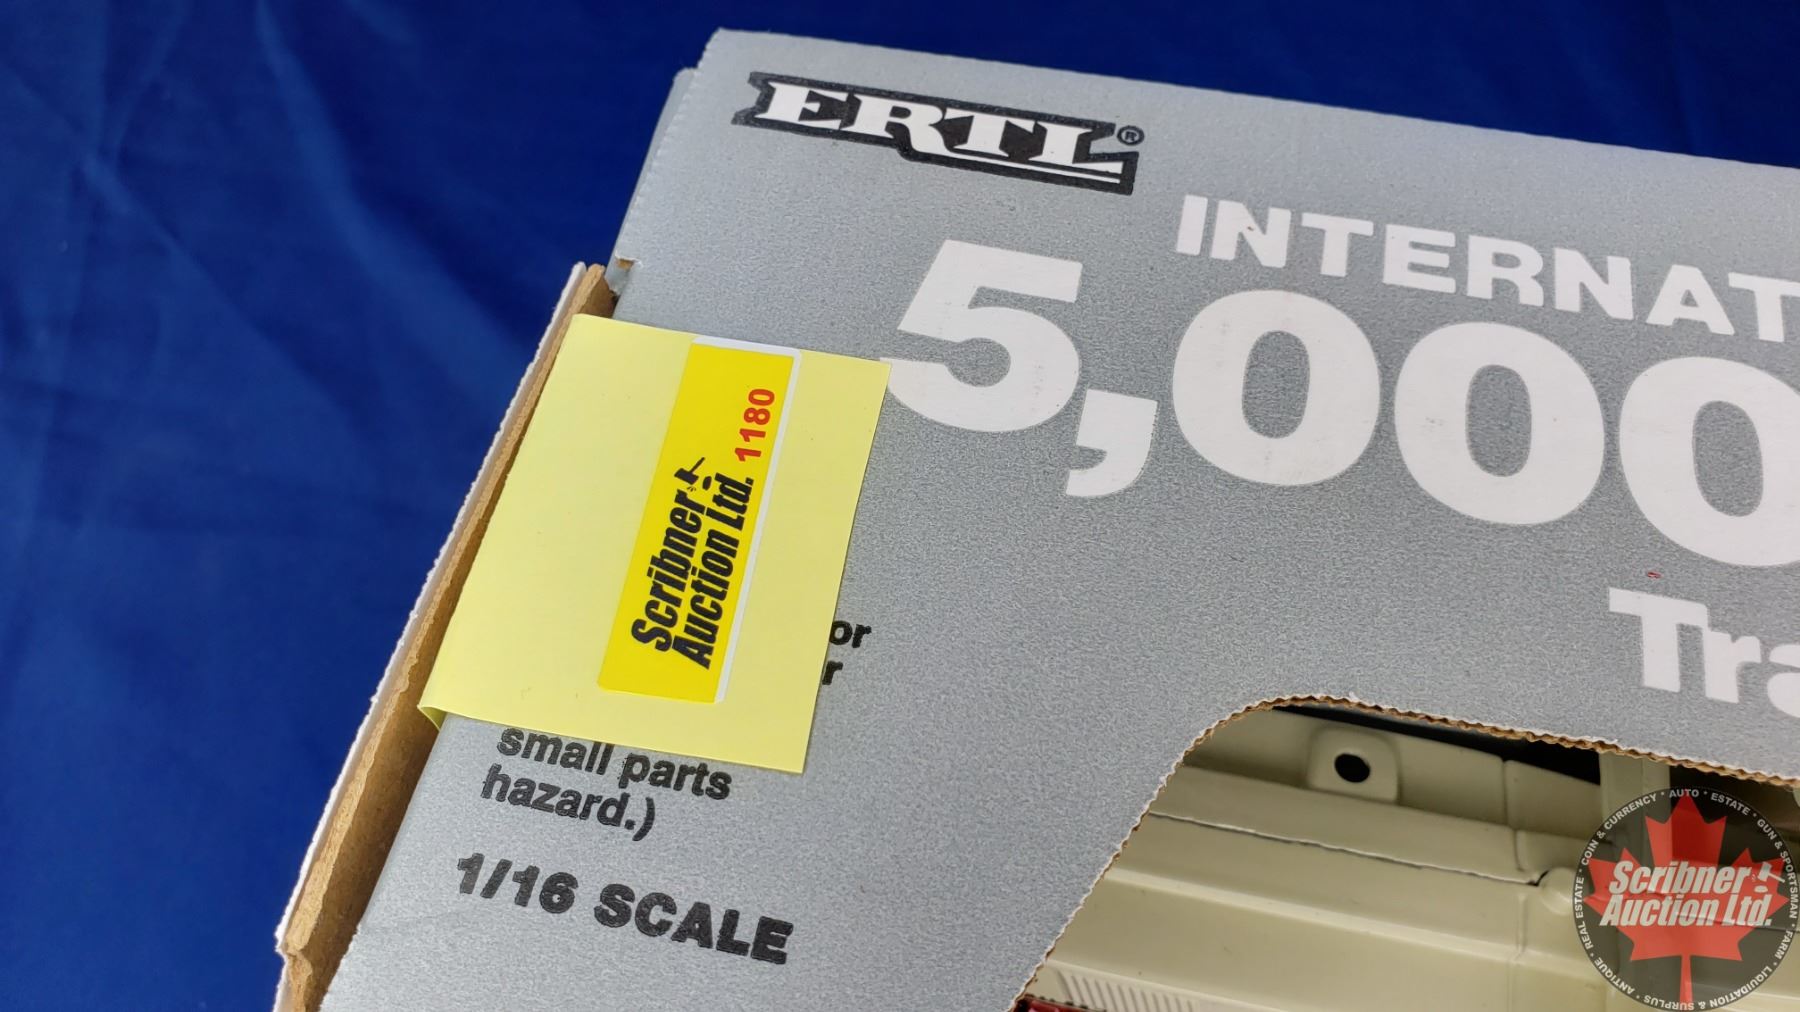 ERTL®
INTERNAT
5,000
Tra
Scribner
Auction Ltd. 1180
or
r
small parts
hazard.)
1/16 SCALE
COIN & CURRENCY • AUTO • ESTATE • GUN & SPORTSMAN • FARM • LIQUIDATION & SURPLUS • ANTIQUE • REAL ESTATE •
Scribner
Auction Ltd.